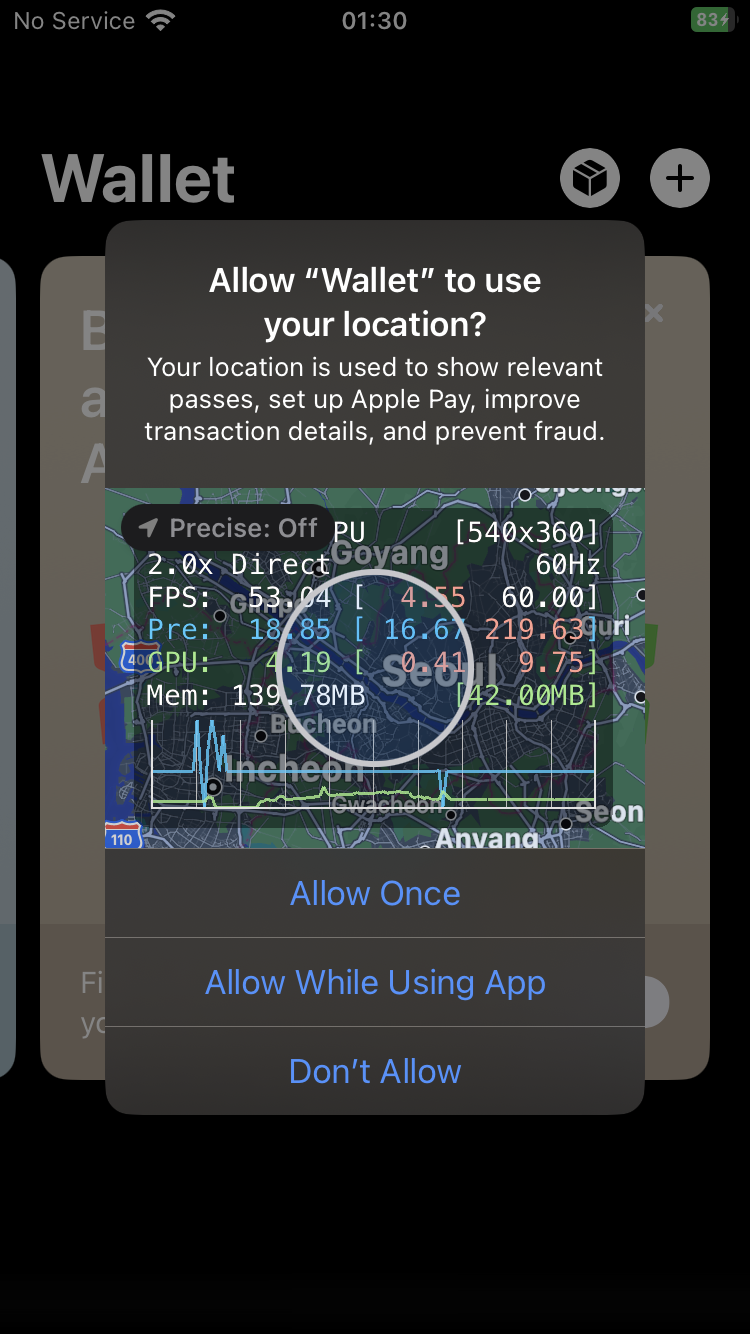 No Service
01:30
83
Wallet
Allow “Wallet” to use
your location?
Your location is used to show relevant
passes, set up Apple Pay, improve
transaction details, and prevent fraud.
Precise: Off
PU [540x360]
Goyang
2.0x Direct 60Hz
FPS: 53.04 [ 4.55 60.00]
Pre: 18.85 [ 16.67 219.63]
Guri
400
GPU: 4.19 [ 0.41 9.75]
Seoul
Mem: 139.78MB [42.00MB]
Bucheon
Incheon
Gwacheon
Seon
110
Anyang
Allow Once
Allow While Using App
Fi
yo
Don’t Allow